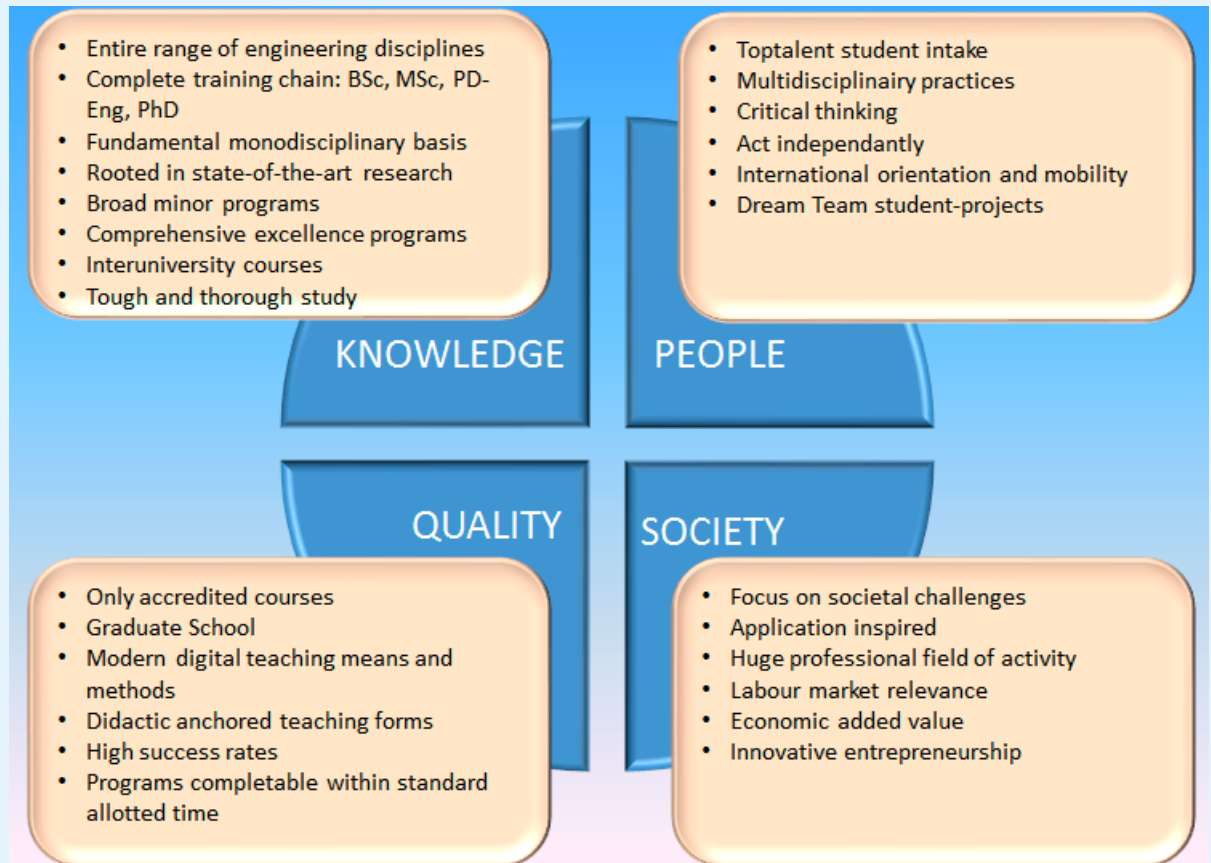 • Entire range of engineering disciplines
• Complete training chain: BSc, MSc, PD-
Eng, PhD
• Fundamental monodisciplinary basis
• Rooted in state-of-the-art research
• Broad minor programs
• Comprehensive excellence programs
• Interuniversity courses
• Tough and thorough study
KNOWLEDGE
• Toptalent student intake
• Multidisciplinairy practices
• Critical thinking
• Act independantly
• International orientation and mobility
• Dream Team student-projects
PEOPLE
QUALITY
• Only accredited courses
• Graduate School
• Modern digital teaching means and
methods
• Didactic anchored teaching forms
• High success rates
• Programs completable within standard
allotted time
SOCIETY
• Focus on societal challenges
• Application inspired
• Huge professional field of activity
• Labour market relevance
• Economic added value
• Innovative entrepreneurship